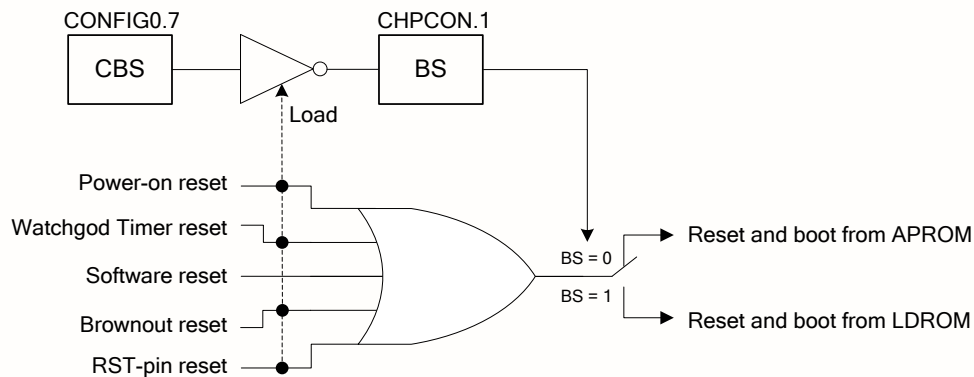 CONFIG0.7
CHPCON.1
CBS
BS
Load
Power-on reset
Watchgod Timer reset
Software reset
Brownout reset
RST-pin reset
BS = 0
BS = 1
Reset and boot from APROM
Reset and boot from LDROM